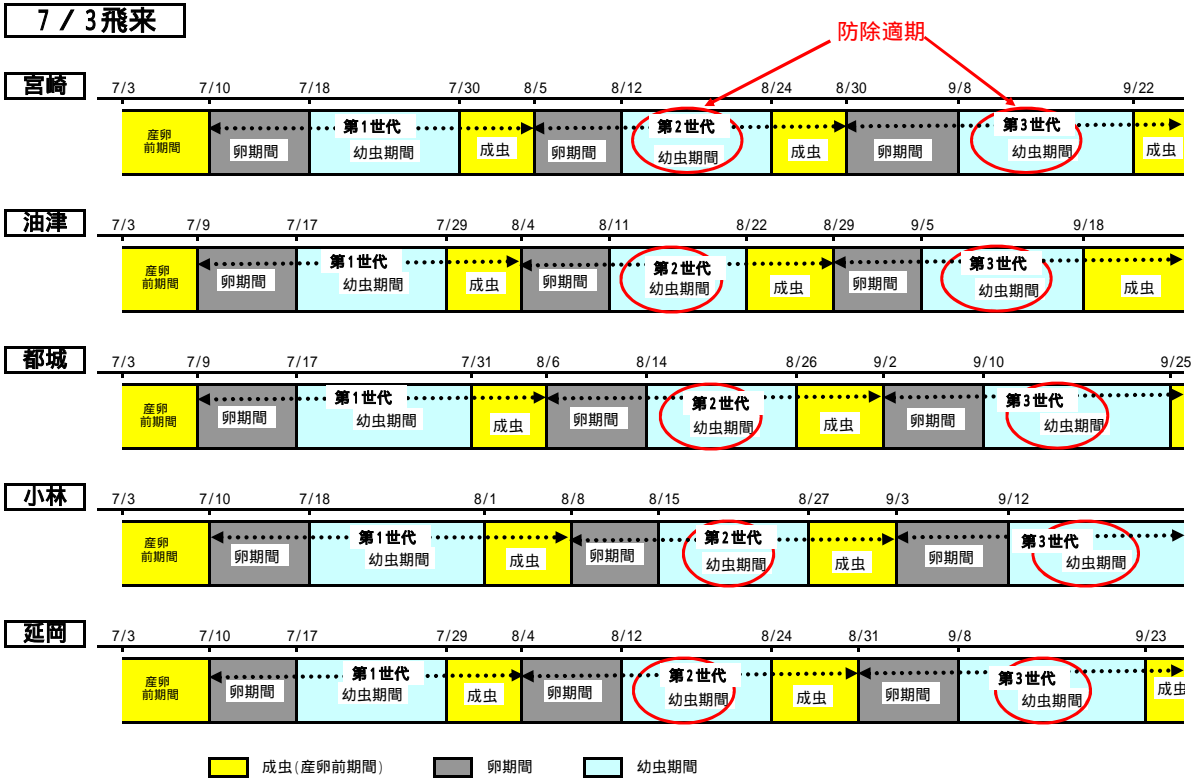 7/3飛来
防除適期
宮崎
7/3 7/10 7/18 7/30 8/5 8/12 8/24 8/30 9/8 9/22
第1世代 第2世代 第3世代
産卵
前期間
卵期間 幼虫期間 成虫 卵期間 幼虫期間 成虫 卵期間 幼虫期間 成虫
油津
7/3 7/9 7/17 7/29 8/4 8/11 8/22 8/29 9/5 9/18
第1世代 第2世代 第3世代
産卵
前期間
卵期間 幼虫期間 成虫 卵期間 幼虫期間 成虫 卵期間 幼虫期間 成虫
都城
7/3 7/9 7/17 7/31 8/6 8/14 8/26 9/2 9/10 9/25
第1世代 第2世代 第3世代
産卵
前期間
卵期間 幼虫期間 成虫 卵期間 幼虫期間 成虫 卵期間 幼虫期間
小林
7/3 7/10 7/18 8/1 8/8 8/15 8/27 9/3 9/12
第1世代 第2世代 第3世代
産卵
前期間
卵期間 幼虫期間 成虫 卵期間 幼虫期間 成虫 卵期間 幼虫期間
延岡
7/3 7/10 7/17 7/29 8/4 8/12 8/24 8/31 9/8 9/23
第1世代 第2世代 第3世代
産卵
前期間
卵期間 幼虫期間 成虫 卵期間 幼虫期間 成虫 卵期間 幼虫期間 成虫
成虫(産卵前期間) 卵期間 幼虫期間